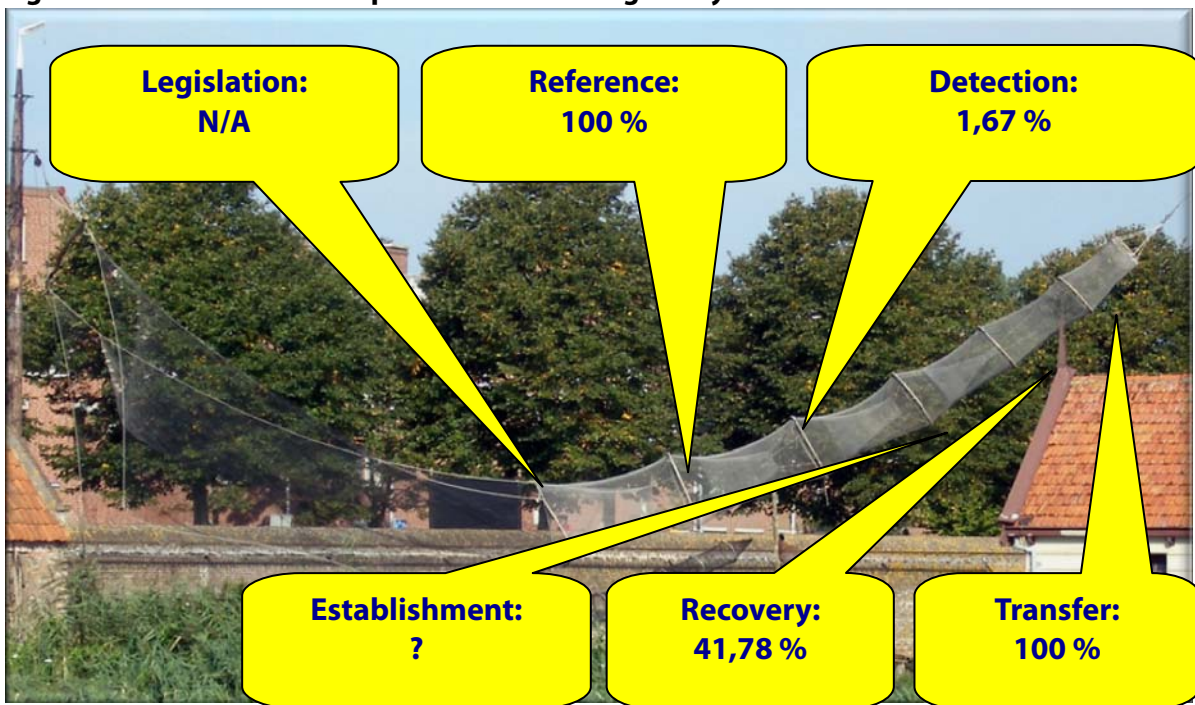 Legislation:
N/A
Reference:
100 %
Detection:
1,67 %
Establishment:
?
Recovery:
41,78 %
Transfer:
100 %